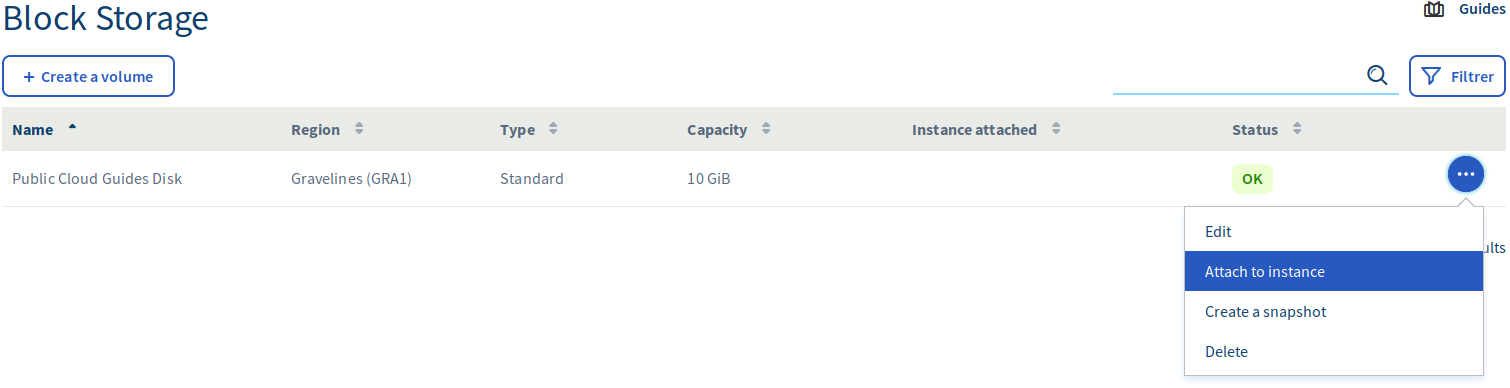 Block Storage
Guides
+ Create a volume
Filtrer
Name Region Type Capacity Instance attached Status
Public Cloud Guides Disk Gravelines (GRA1) Standard 10 GiB OK
Edit
Attach to instance
Create a snapshot
Delete